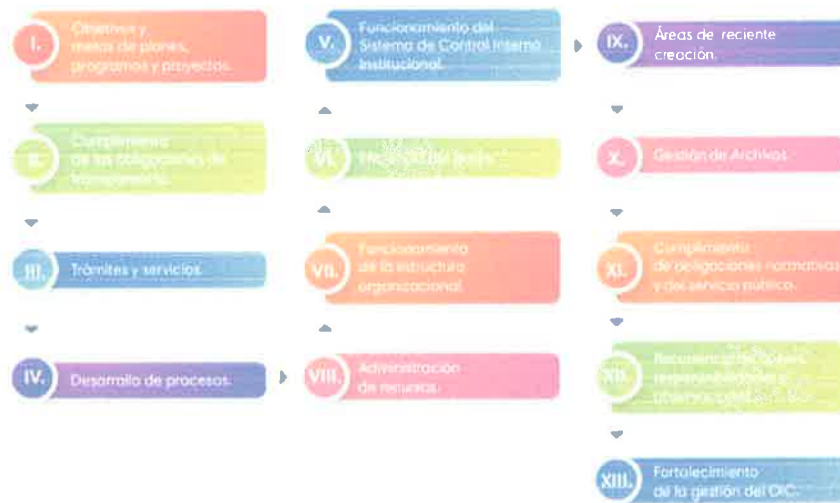 I.
Objetivos y
metas de planes,
programas y proyectos.
II.
Cumplimiento
de las obligaciones de
transparencia.
III.
Trámites y servicios.
IV.
Desarrollo de procesos.
V.
Funcionamiento del
Sistema de Control Interno
Institucional.
VI.
VII.
Funcionamiento
de la estructura
organizacional.
VIII.
Administración
de recursos.
IX.
Áreas de reciente
creación.
X.
Gestión de Archivos.
XI.
Cumplimiento
de obligaciones normativas
y del servicio público.
XII.
XIII.
Fortalecimiento
de la gestión del OIC.